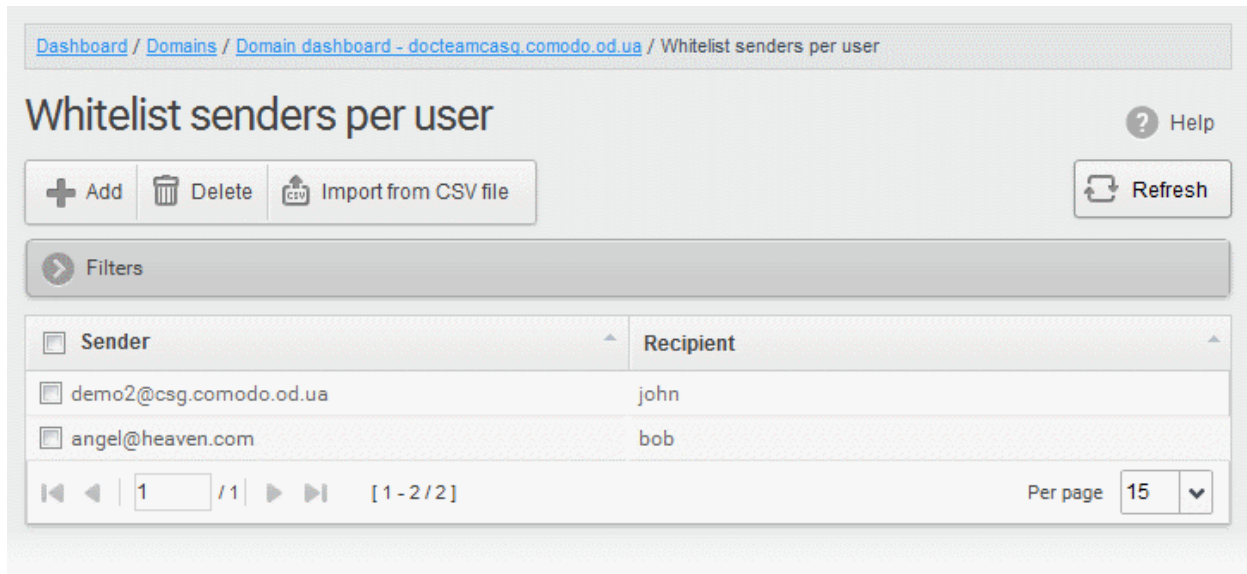 Dashboard / Domains / Domain dashboard - docteamcasg.comodo.od.ua / Whitelist senders per user
Whitelist senders per user
? Help
Add Delete CSV Import from CSV file Refresh
Filters
Sender Recipient
demo2@csg.comodo.od.ua john
angel@heaven.com bob
1 / 1 [ 1 - 2 / 2 ] Per page 15